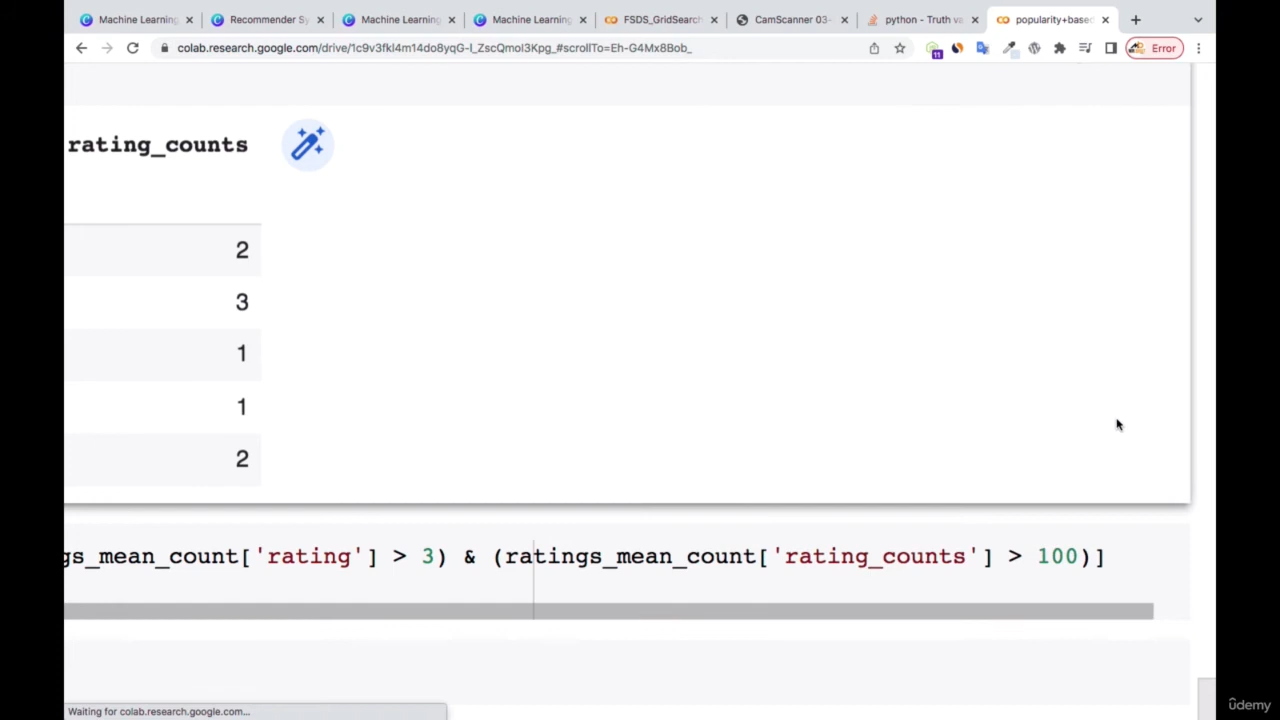 Machine Learning
Recommender Sy
Machine Learning
Machine Learning
FSDS_GridSearch
CamScanner 03-
python - Truth va
popularity+based
colab.research.google.com/drive/1c9v3fkl4m14do8yqG-l_ZscQmol3Kpg_#scrollTo=Eh-G4Mx8Bob_
11
Error
rating_counts
2
3
1
1
2
gs_mean_count['rating'] > 3) & (ratings_mean_count['rating_counts'] > 100)]
Waiting for colab.research.google.com...
ûdemy